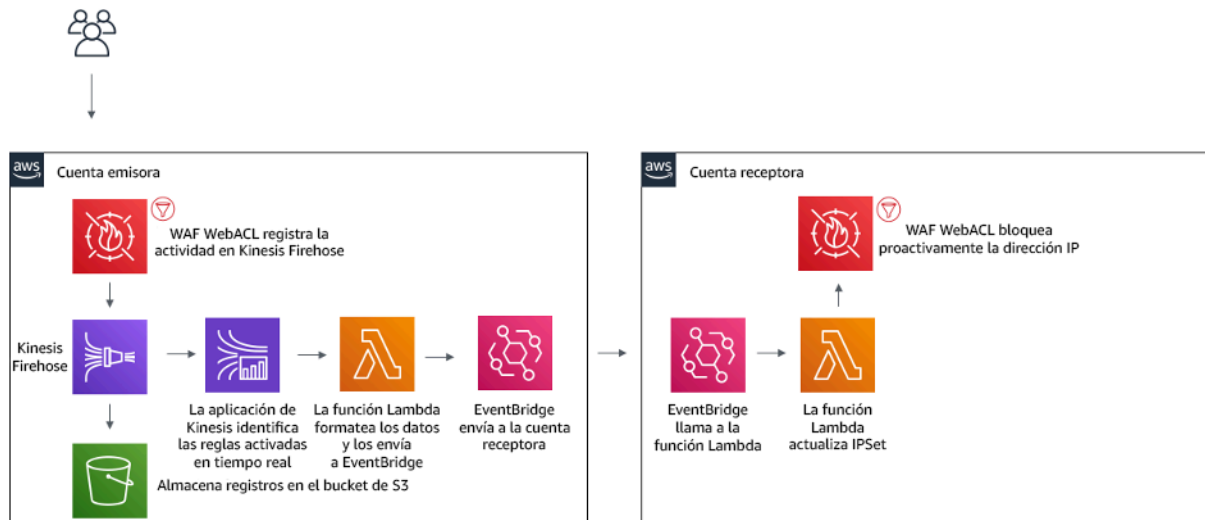 aws
Cuenta emisora
WAF WebACL registra la
actividad en Kinesis Firehose
Kinesis
Firehose
La aplicación de
Kinesis identifica
las reglas activadas
en tiempo real
La función Lambda
formatea los datos
y los envía
a EventBridge
EventBridge
envía a la cuenta
receptora
Almacena registros en el bucket de S3
aws
Cuenta receptora
WAF WebACL bloquea
proactivamente la dirección IP
EventBridge
llama a la
función Lambda
La función
Lambda
actualiza IPSet